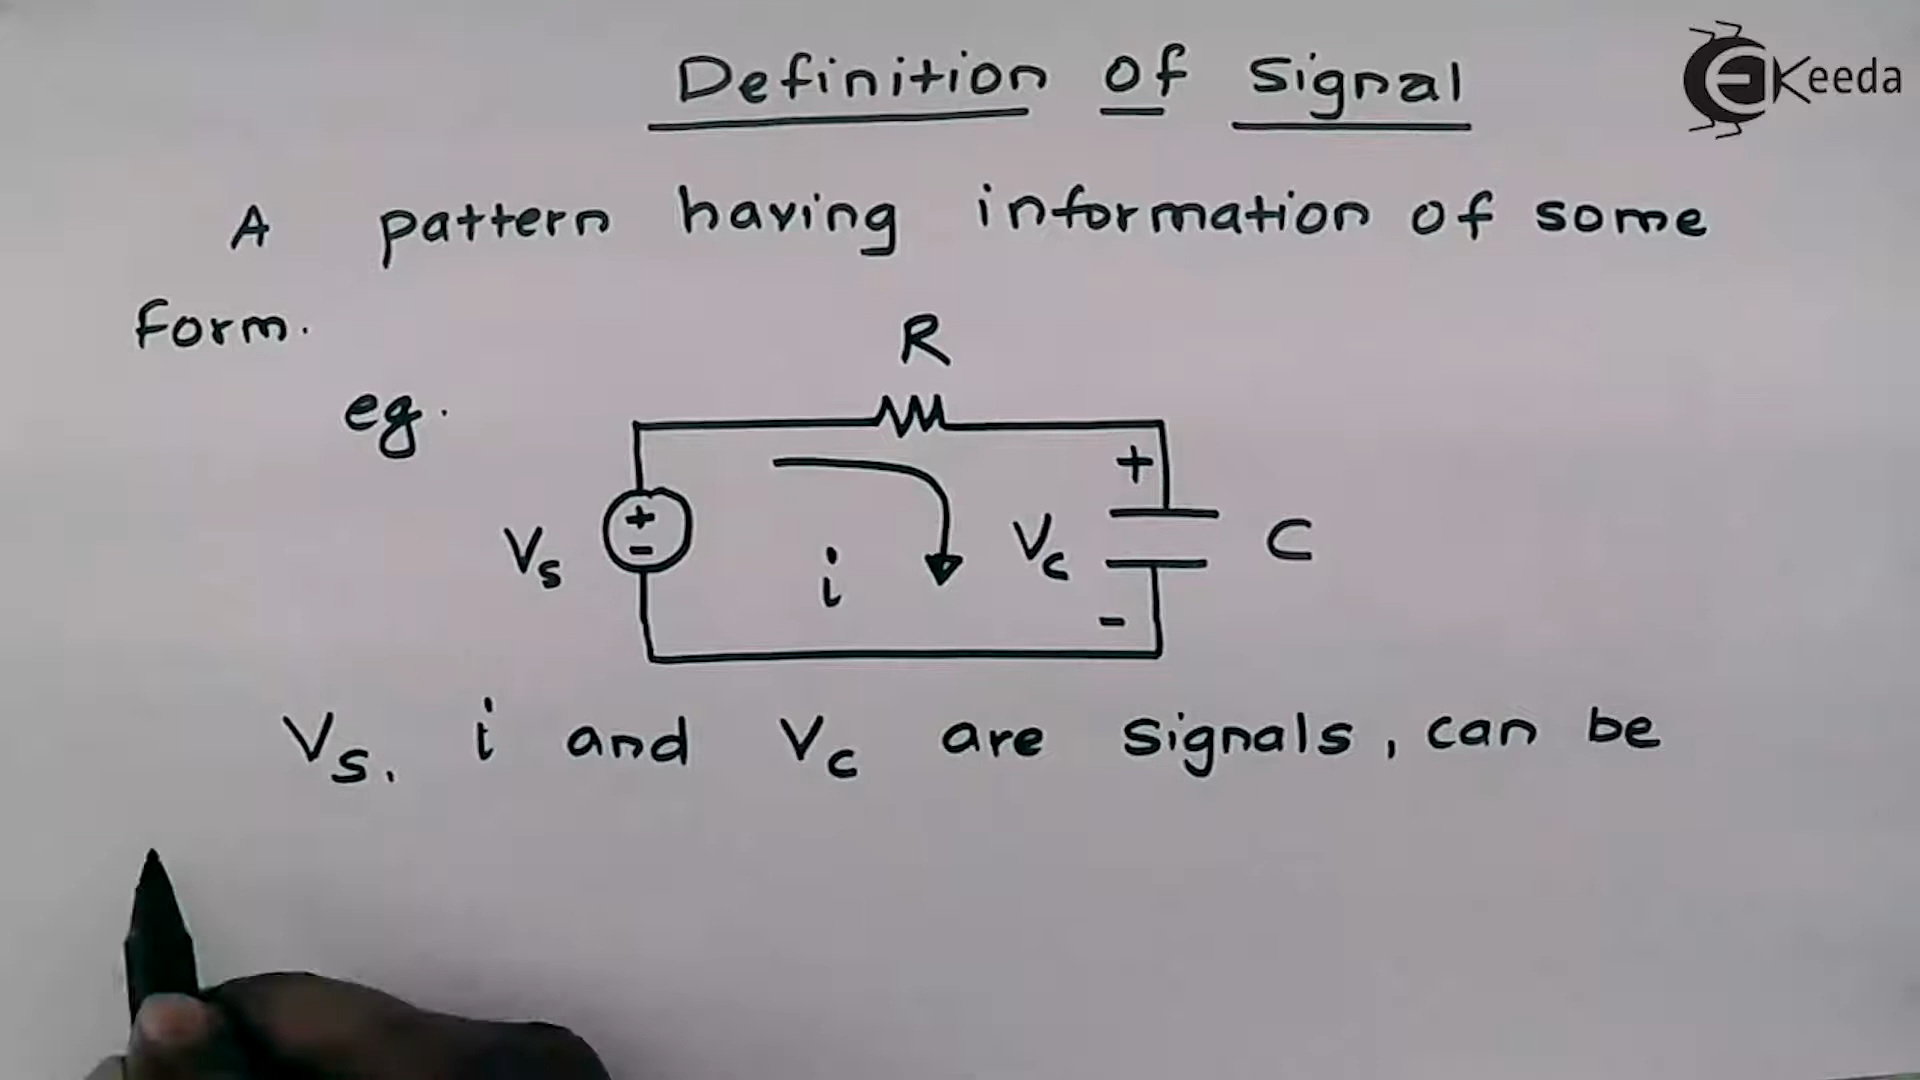 Definition of Signal
EKeeda
A pattern having information of some
form.
R
eg.
+
+
-
Vs
i
Vc
C
-
Vs, i and Vc are signals, can be